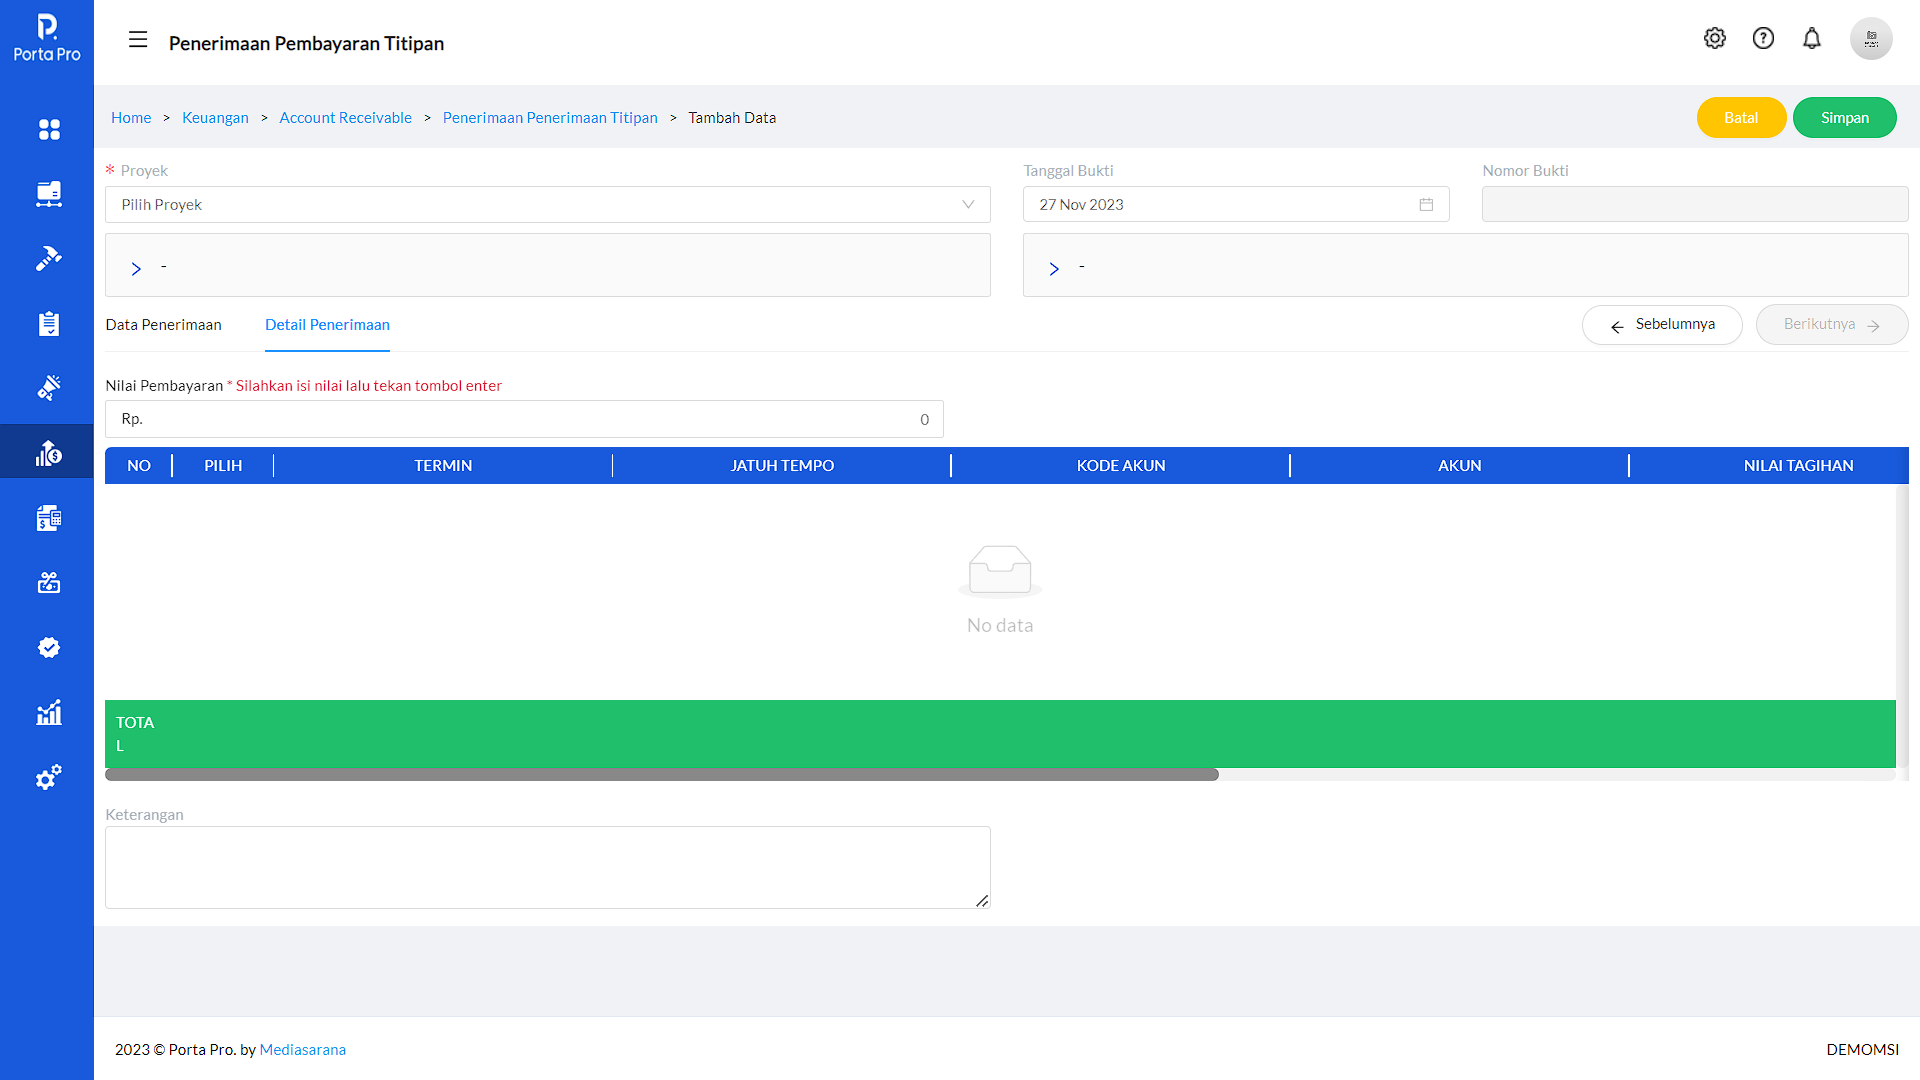 Porta Pro
Penerimaan Pembayaran Titipan
Home > Keuangan > Account Receivable > Penerimaan Penerimaan Titipan > Tambah Data
Batal
Simpan
* Proyek
Tanggal Bukti
Nomor Bukti
Pilih Proyek
27 Nov 2023
-
-
Data Penerimaan
Detail Penerimaan
Sebelumnya
Berikutnya
Nilai Pembayaran * Silahkan isi nilai lalu tekan tombol enter
Rp. 0
NO PILIH TERMIN JATUH TEMPO KODE AKUN AKUN NILAI TAGIHAN
No data
TOTA
L
Keterangan
2023 © Porta Pro. by Mediasarana
DEMOMSI